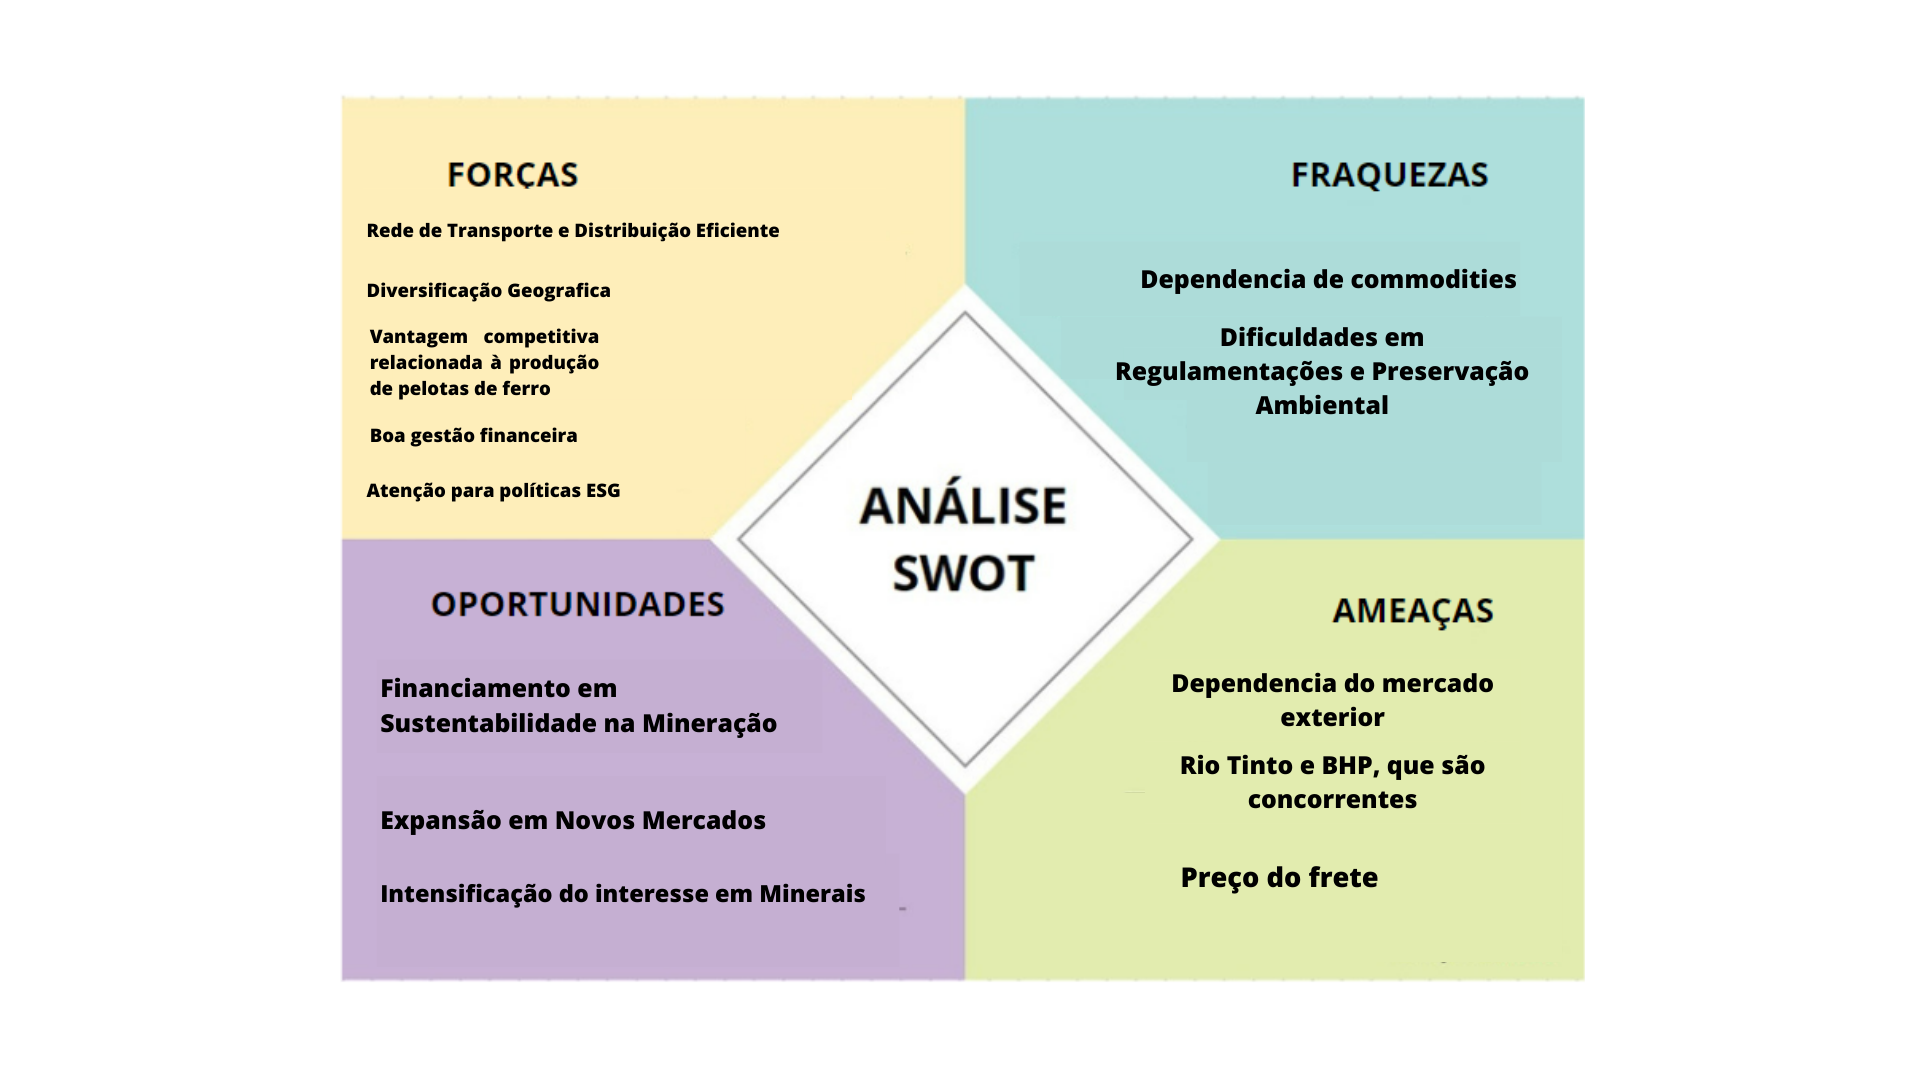 FORÇAS
Rede de Transporte e Distribuição Eficiente
Diversificação Geografica
Vantagem competitiva
relacionada à produção
de pelotas de ferro
Boa gestão financeira
Atenção para políticas ESG
FRAQUEZAS
Dependencia de commodities
Dificuldades em
Regulamentações e Preservação
Ambiental
ANÁLISE
SWOT
OPORTUNIDADES
Financiamento em
Sustentabilidade na Mineração
Expansão em Novos Mercados
Intensificação do interesse em Minerais
AMEAÇAS
Dependencia do mercado
exterior
Rio Tinto e BHP, que são
concorrentes
Preço do frete